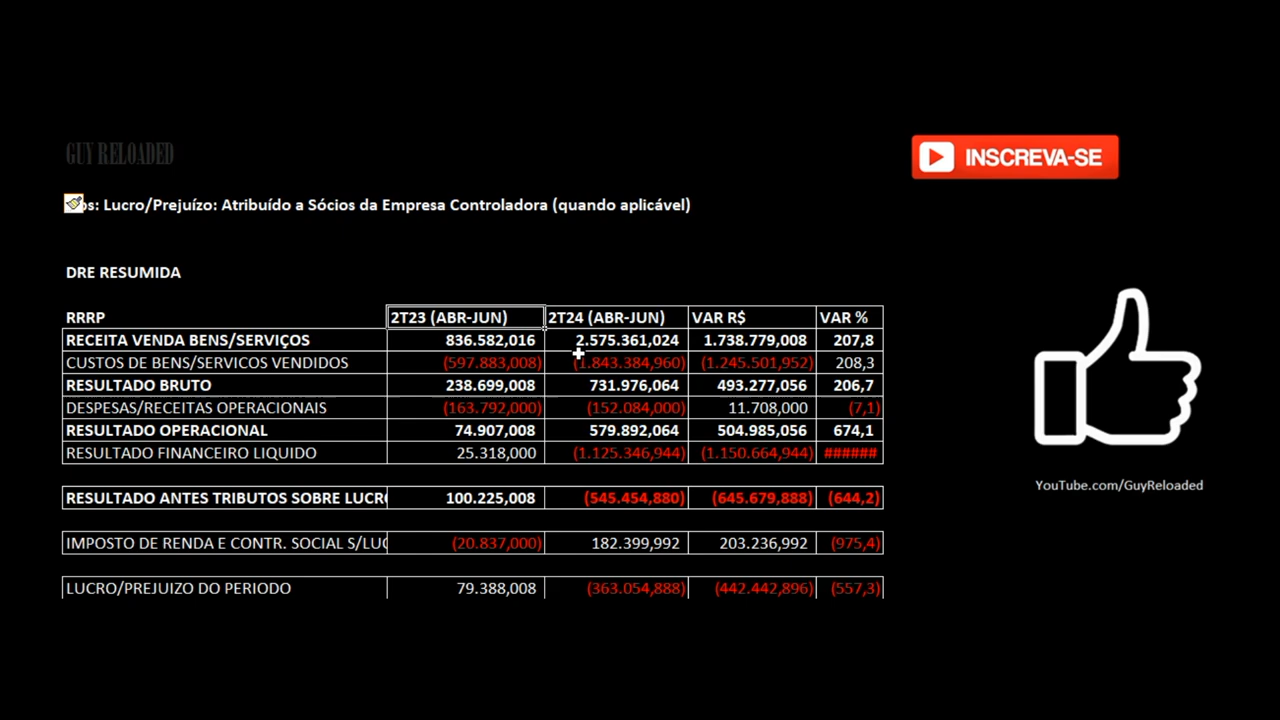 GUY RELOADED
INSCREVA-SE
os: Lucro/Prejuízo: Atribuído a Sócios da Empresa Controladora (quando aplicável)
DRE RESUMIDA
RRRP 2T23 (ABR-JUN) 2T24 (ABR-JUN) VAR R$ VAR %
RECEITA VENDA BENS/SERVIÇOS 836.582,016 2.575.361,024 1.738.779,008 207,8
CUSTOS DE BENS/SERVICOS VENDIDOS (597.883,008) (1.843.384,960) (1.245.501,952) 208,3
RESULTADO BRUTO 238.699,008 731.976,064 493.277,056 206,7
DESPESAS/RECEITAS OPERACIONAIS (163.792,000) (152.084,000) 11.708,000 (7,1)
RESULTADO OPERACIONAL 74.907,008 579.892,064 504.985,056 674,1
RESULTADO FINANCEIRO LIQUIDO 25.318,000 (1.125.346,944) (1.150.664,944) ######
RESULTADO ANTES TRIBUTOS SOBRE LUCRO 100.225,008 (545.454,880) (645.679,888) (644,2)
IMPOSTO DE RENDA E CONTR. SOCIAL S/LUC (20.837,000) 182.399,992 203.236,992 (975,4)
LUCRO/PREJUIZO DO PERIODO 79.388,008 (363.054,888) (442.442,896) (557,3)
YouTube.com/GuyReloaded